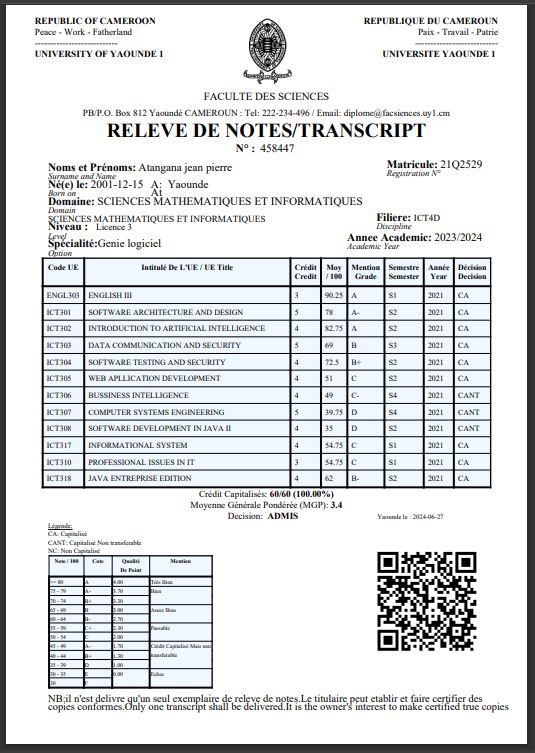 REPUBLIC OF CAMEROON
Peace - Work - Fatherland
---------------------------
UNIVERSITY OF YAOUNDE 1
REPUBLIQUE DU CAMEROUN
Paix - Travail - Patrie
---------------------------
UNIVERSITE YAOUNDE 1
FACULTE DES SCIENCES
PB/P.O. Box 812 Yaoundé CAMEROUN : Tel: 222-234-496 / Email: diplome@facsciences.uy1.cm
RELEVE DE NOTES/TRANSCRIPT
N° : 458447
Noms et Prénoms: Atangana jean pierre
Surname and Name
Matricule: 21Q2529
Registration N°
Né(e) le: 2001-12-15 A: Yaounde
Born on At
Domaine: SCIENCES MATHEMATIQUES ET INFORMATIQUES
Domain
SCIENCES MATHEMATIQUES ET INFORMATIQUES
Filiere: ICT4D
Discipline
Niveau : Licence 3
Level
Spécialité:Genie logiciel
Option
Annee Academic: 2023/2024
Academic Year
Code UE Intitulé De L'UE / UE Title Crédit Credit Moy / 100 Mention Grade Semestre Semester Année Year Décision Decision
ENGL303 ENGLISH III 3 90.25 A S1 2021 CA
ICT301 SOFTWARE ARCHITECTURE AND DESIGN 5 78 A- S2 2021 CA
ICT302 INTRODUCTION TO ARTIFICIAL INTELLIGENCE 4 82.75 A S2 2021 CA
ICT303 DATA COMMUNICATION AND SECURITY 5 69 B S3 2021 CA
ICT304 SOFTWARE TESTING AND SECURITY 4 72.5 B+ S2 2021 CA
ICT305 WEB APLLICATION DEVELOPMENT 4 51 C S2 2021 CA
ICT306 BUSSINESS INTELLIGENCE 4 49 C- S4 2021 CANT
ICT307 COMPUTER SYSTEMS ENGINEERING 5 39.75 D S4 2021 CANT
ICT308 SOFTWARE DEVELOPMENT IN JAVA II 4 35 D S2 2021 CANT
ICT317 INFORMATIONAL SYSTEM 4 54.75 C S1 2021 CA
ICT310 PROFESSIONAL ISSUES IN IT 3 54.75 C S1 2021 CA
ICT318 JAVA ENTREPRISE EDITION 4 62 B- S2 2021 CA
Crédit Capitalisés: 60/60 (100.00%)
Moyenne Générale Pondérée (MGP): 3.4
Decision: ADMIS
Yaounde le : 2024-06-27
Légende:
CA: Capitalisé
CANT: Capitalisé Non Transferable
NC: Non Capitalisé
Note / 100 Cote Qualité De Point Mention
>= 80 A 4.00 Très Bien
75 - 79 A- 3.70 Bien
70 - 74 B+ 3.30
65 - 69 B 3.00 Assez Bien
60 - 64 B- 2.70
55 - 59 C+ 2.30 Passable
50 - 54 C 2.00
45 - 49 A- 1.70 Crédit Capitalisé Mais non
40 - 44 B+ 1.30 transferable
35 - 39 D 1.00
30 - 35 E 0.00 Echec
30 F
NB;il n'est delivre qu'un seul exemplaire de releve de notes.Le titulaire peut etablir et faire certifier des
copies conformes.Only one transcript shall be delivered.It is the owner's interest to make certified true copies